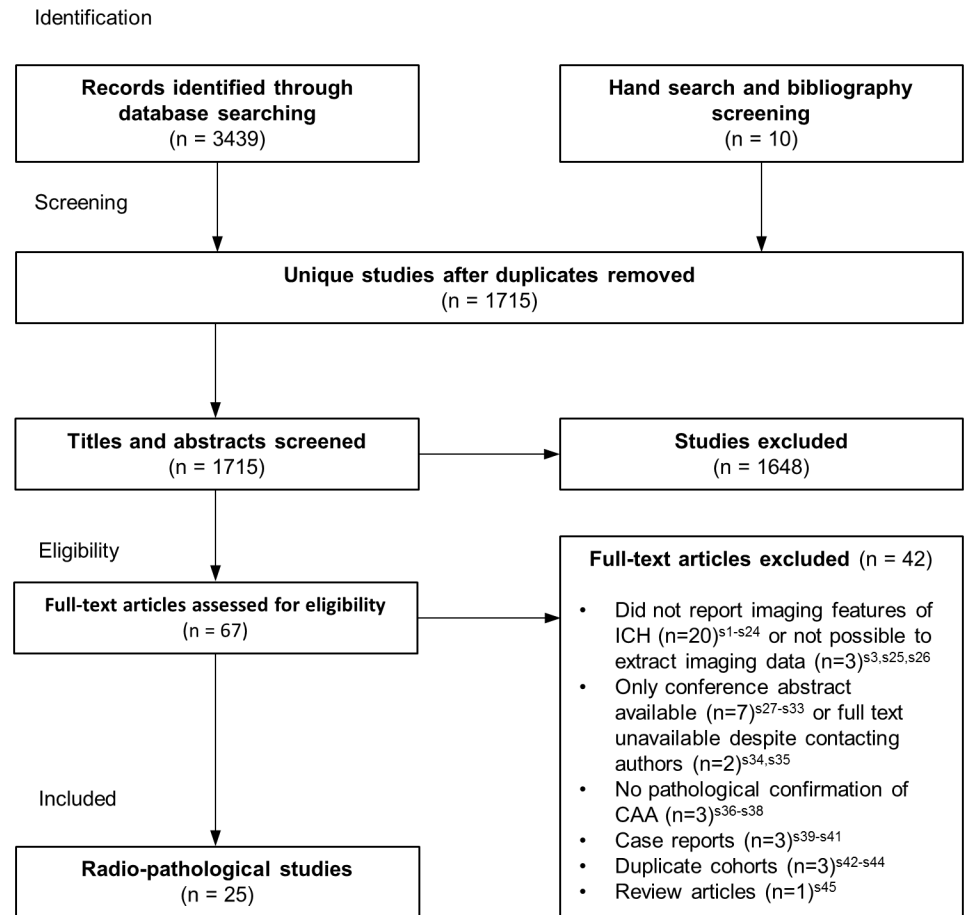 Identification
Records identified through
database searching
(n = 3439)
Hand search and bibliography
screening
(n = 10)
Screening
Unique studies after duplicates removed
(n = 1715)
Titles and abstracts screened
(n = 1715)
Studies excluded
(n = 1648)
Eligibility
Full-text articles assessed for eligibility
(n = 67)
Full-text articles excluded (n = 42)
• Did not report imaging features of
ICH (n=20)s1-s24 or not possible to
extract imaging data (n=3)s3,s25,s26
• Only conference abstract
available (n=7)s27-s33 or full text
unavailable despite contacting
authors (n=2)s34,s35
• No pathological confirmation of
CAA (n=3)s36-s38
• Case reports (n=3)s39-s41
• Duplicate cohorts (n=3)s42-s44
• Review articles (n=1)s45
Included
Radio-pathological studies
(n = 25)